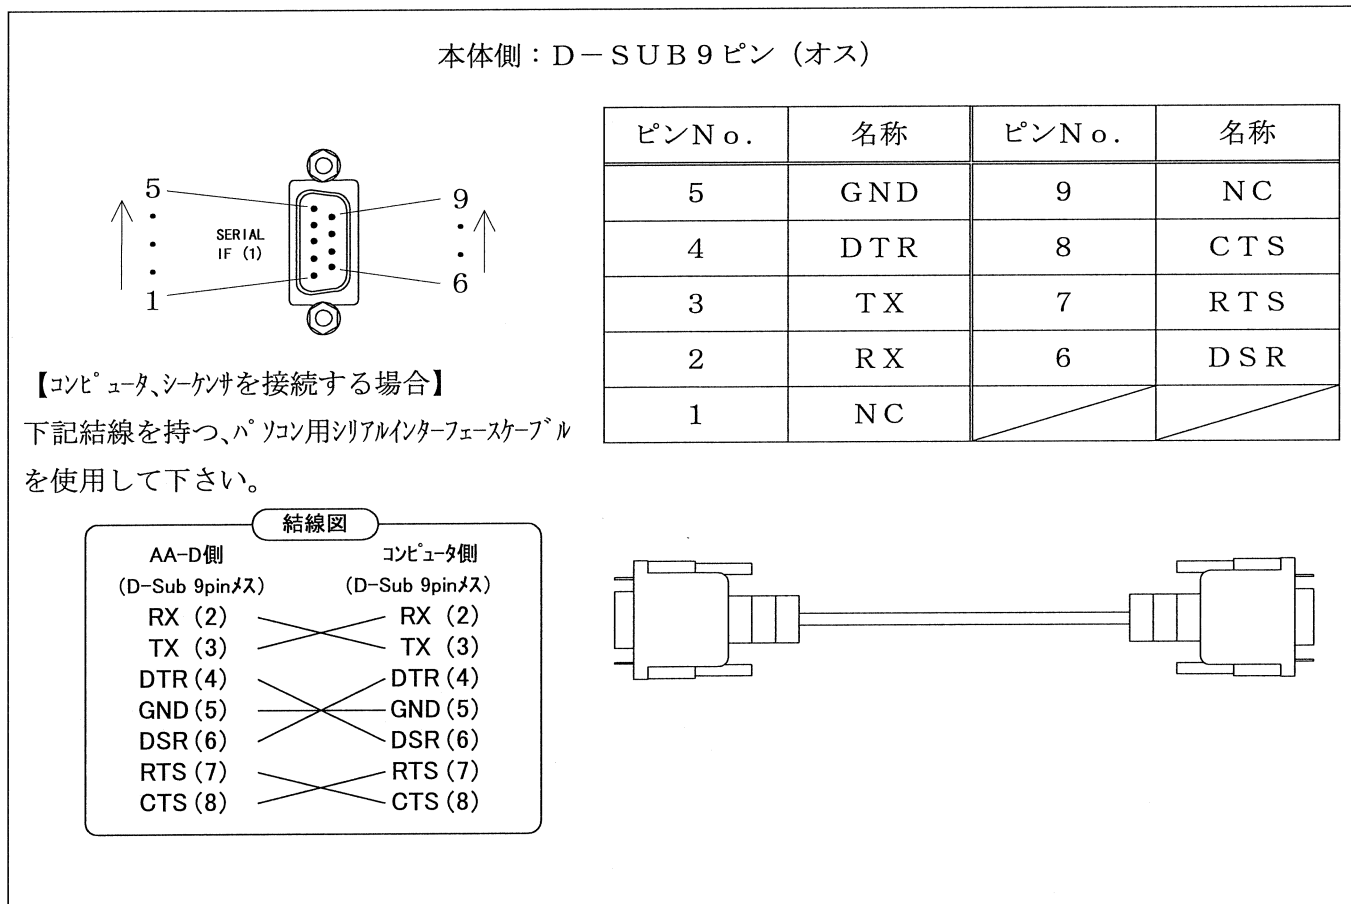 本体側：D－SUB9ピン（オス）
5
9
SERIAL
IF (1)
1
6
ピンNo. 名称 ピンNo. 名称
5 GND 9 NC
4 DTR 8 CTS
3 TX 7 RTS
2 RX 6 DSR
1 NC
【ｺﾝﾋﾟｭｰﾀ､ｼｰｹﾝｻを接続する場合】
下記結線を持つ､ﾊﾟｿｺﾝ用ｼﾘｱﾙｲﾝﾀｰﾌｪｰｽｹｰﾌﾞﾙ
を使用して下さい。
結線図
AA-D側 ｺﾝﾋﾟｭｰﾀ側
(D-Sub 9pinﾒｽ) (D-Sub 9pinﾒｽ)
RX (2) RX (2)
TX (3) TX (3)
DTR (4) DTR (4)
GND (5) GND (5)
DSR (6) DSR (6)
RTS (7) RTS (7)
CTS (8) CTS (8)